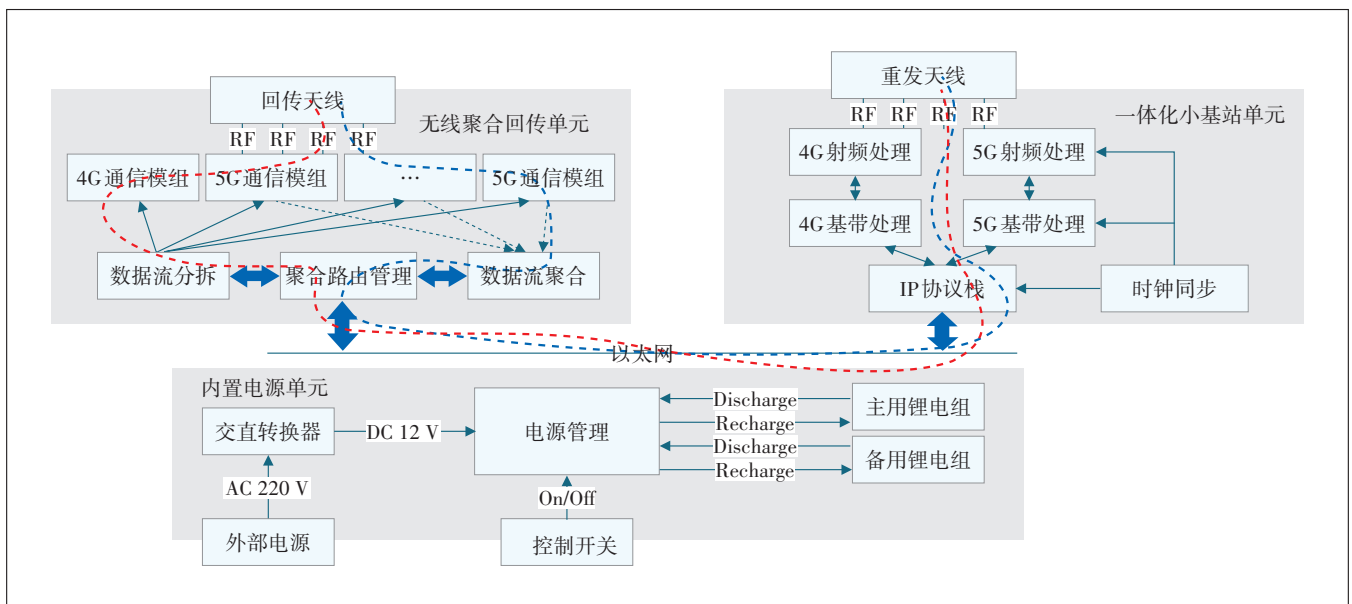 回传天线
RF RF RF RF
无线聚合回传单元
4G通信模组 5G通信模组 … 5G通信模组
数据流分拆 聚合路由管理 数据流聚合
重发天线
RF RF RF RF
一体化小基站单元
4G射频处理 5G射频处理
4G基带处理 5G基带处理
IP协议栈 时钟同步
以太网
内置电源单元
交直转换器 DC 12 V 电源管理
Discharge 主用锂电组
Recharge
Discharge 备用锂电组
Recharge
AC 220 V On/Off
外部电源 控制开关